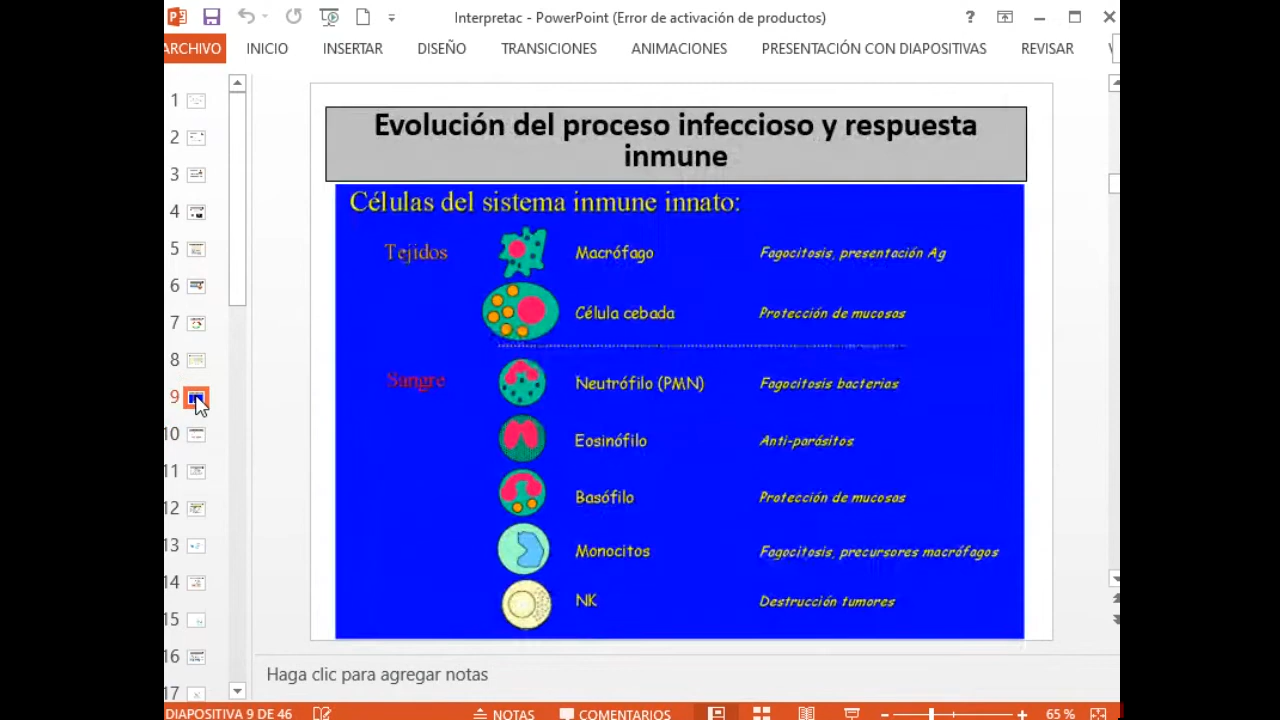 Interpretac - PowerPoint (Error de activación de productos)
?
ARCHIVO INICIO INSERTAR DISEÑO TRANSICIONES ANIMACIONES PRESENTACIÓN CON DIAPOSITIVAS REVISAR
1
2
3
4
5
6
7
8
9
10
11
12
13
14
15
16
17
Evolución del proceso infeccioso y respuesta
inmune
Células del sistema inmune innato:
Tejidos Macrófago Fagocitosis, presentación Ag
Célula cebada Protección de mucosas
Sangre Neutrófilo (PMN) Fagocitosis bacterias
Eosinófilo Anti-parásitos
Basófilo Protección de mucosas
Monocitos Fagocitosis, precursores macrófagos
NK Destrucción tumores
Haga clic para agregar notas
DIAPOSITIVA 9 DE 46 NOTAS COMENTARIOS 65 %